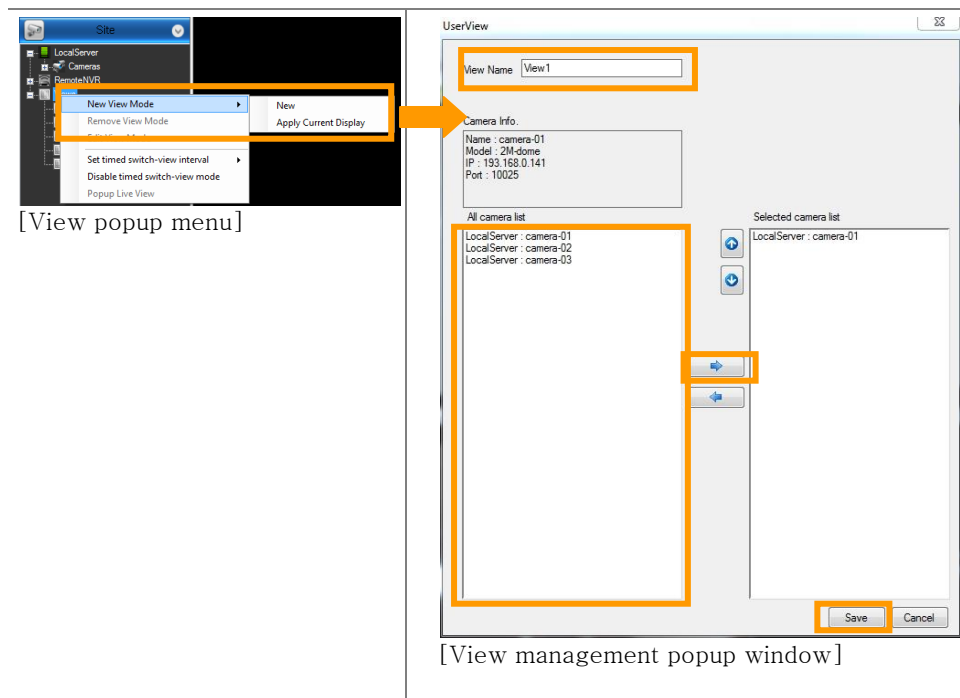 Site
LocalServer
Cameras
RemoteNVR
New View Mode
New
Remove View Mode
Apply Current Display
Set timed switch-view interval
Disable timed switch-view mode
Popup Live View
[View popup menu]
UserView
View Name View1
Camera Info.
Name : camera-01
Model : 2M-dome
IP : 193.168.0.141
Port : 10025
All camera list
LocalServer : camera-01
LocalServer : camera-02
LocalServer : camera-03
Selected camera list
LocalServer : camera-01
Save
Cancel
[View management popup window]